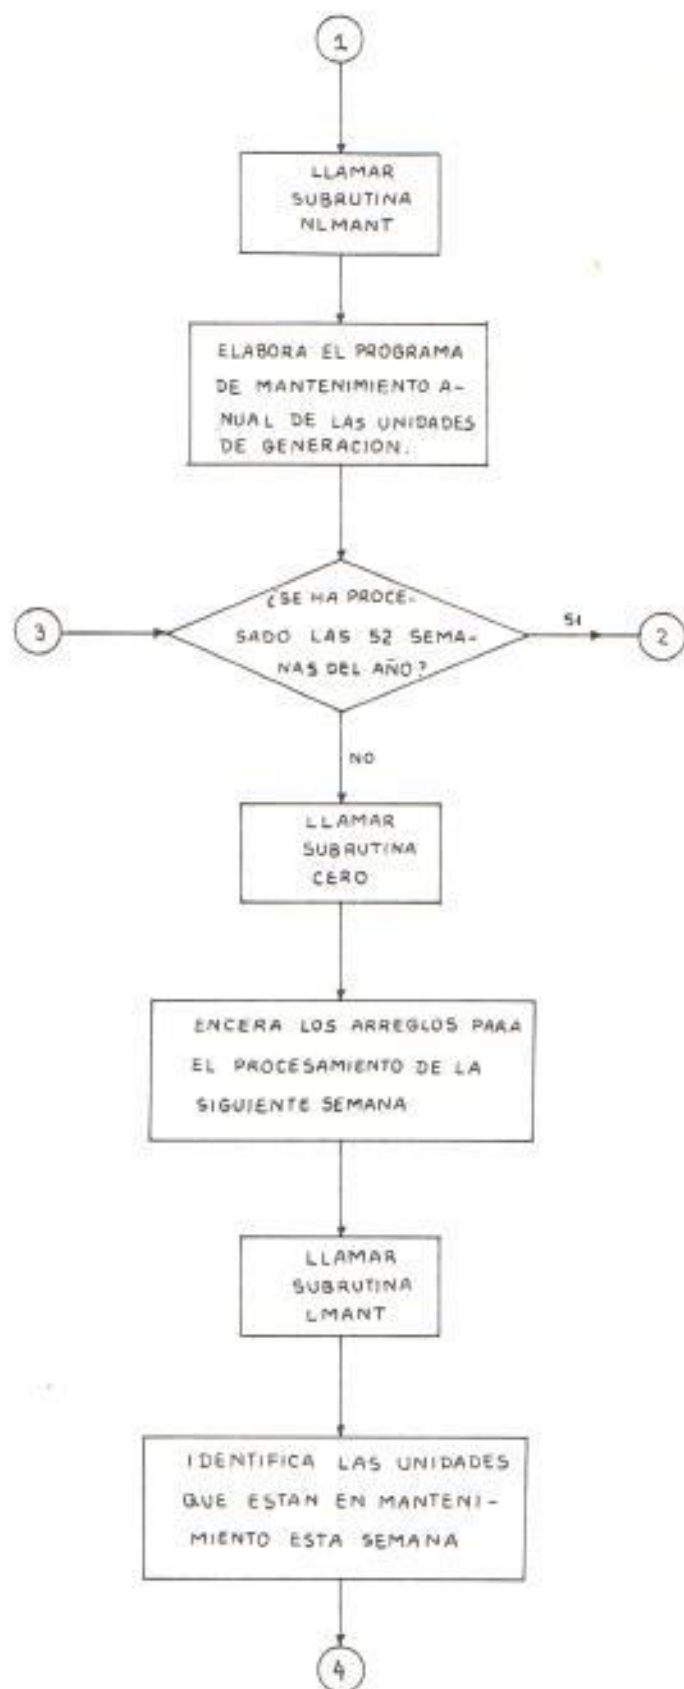 1
LLAMAR
SUBRUTINA
NLMANT
ELABORA EL PROGRAMA
DE MANTENIMIENTO A-
NUAL DE LAS UNIDADES
DE GENERACION.
¿SE HA PROCE-
3
SADO LAS 52 SEMA-
SI
2
NAS DEL AÑO?
NO
LLAMAR
SUBRUTINA
CERO
ENCERA LOS ARREGLOS PARA
EL PROCESAMIENTO DE LA
SIGUIENTE SEMANA
LLAMAR
SUBRUTINA
LMANT
IDENTIFICA LAS UNIDADES
QUE ESTAN EN MANTENI-
MIENTO ESTA SEMANA
4